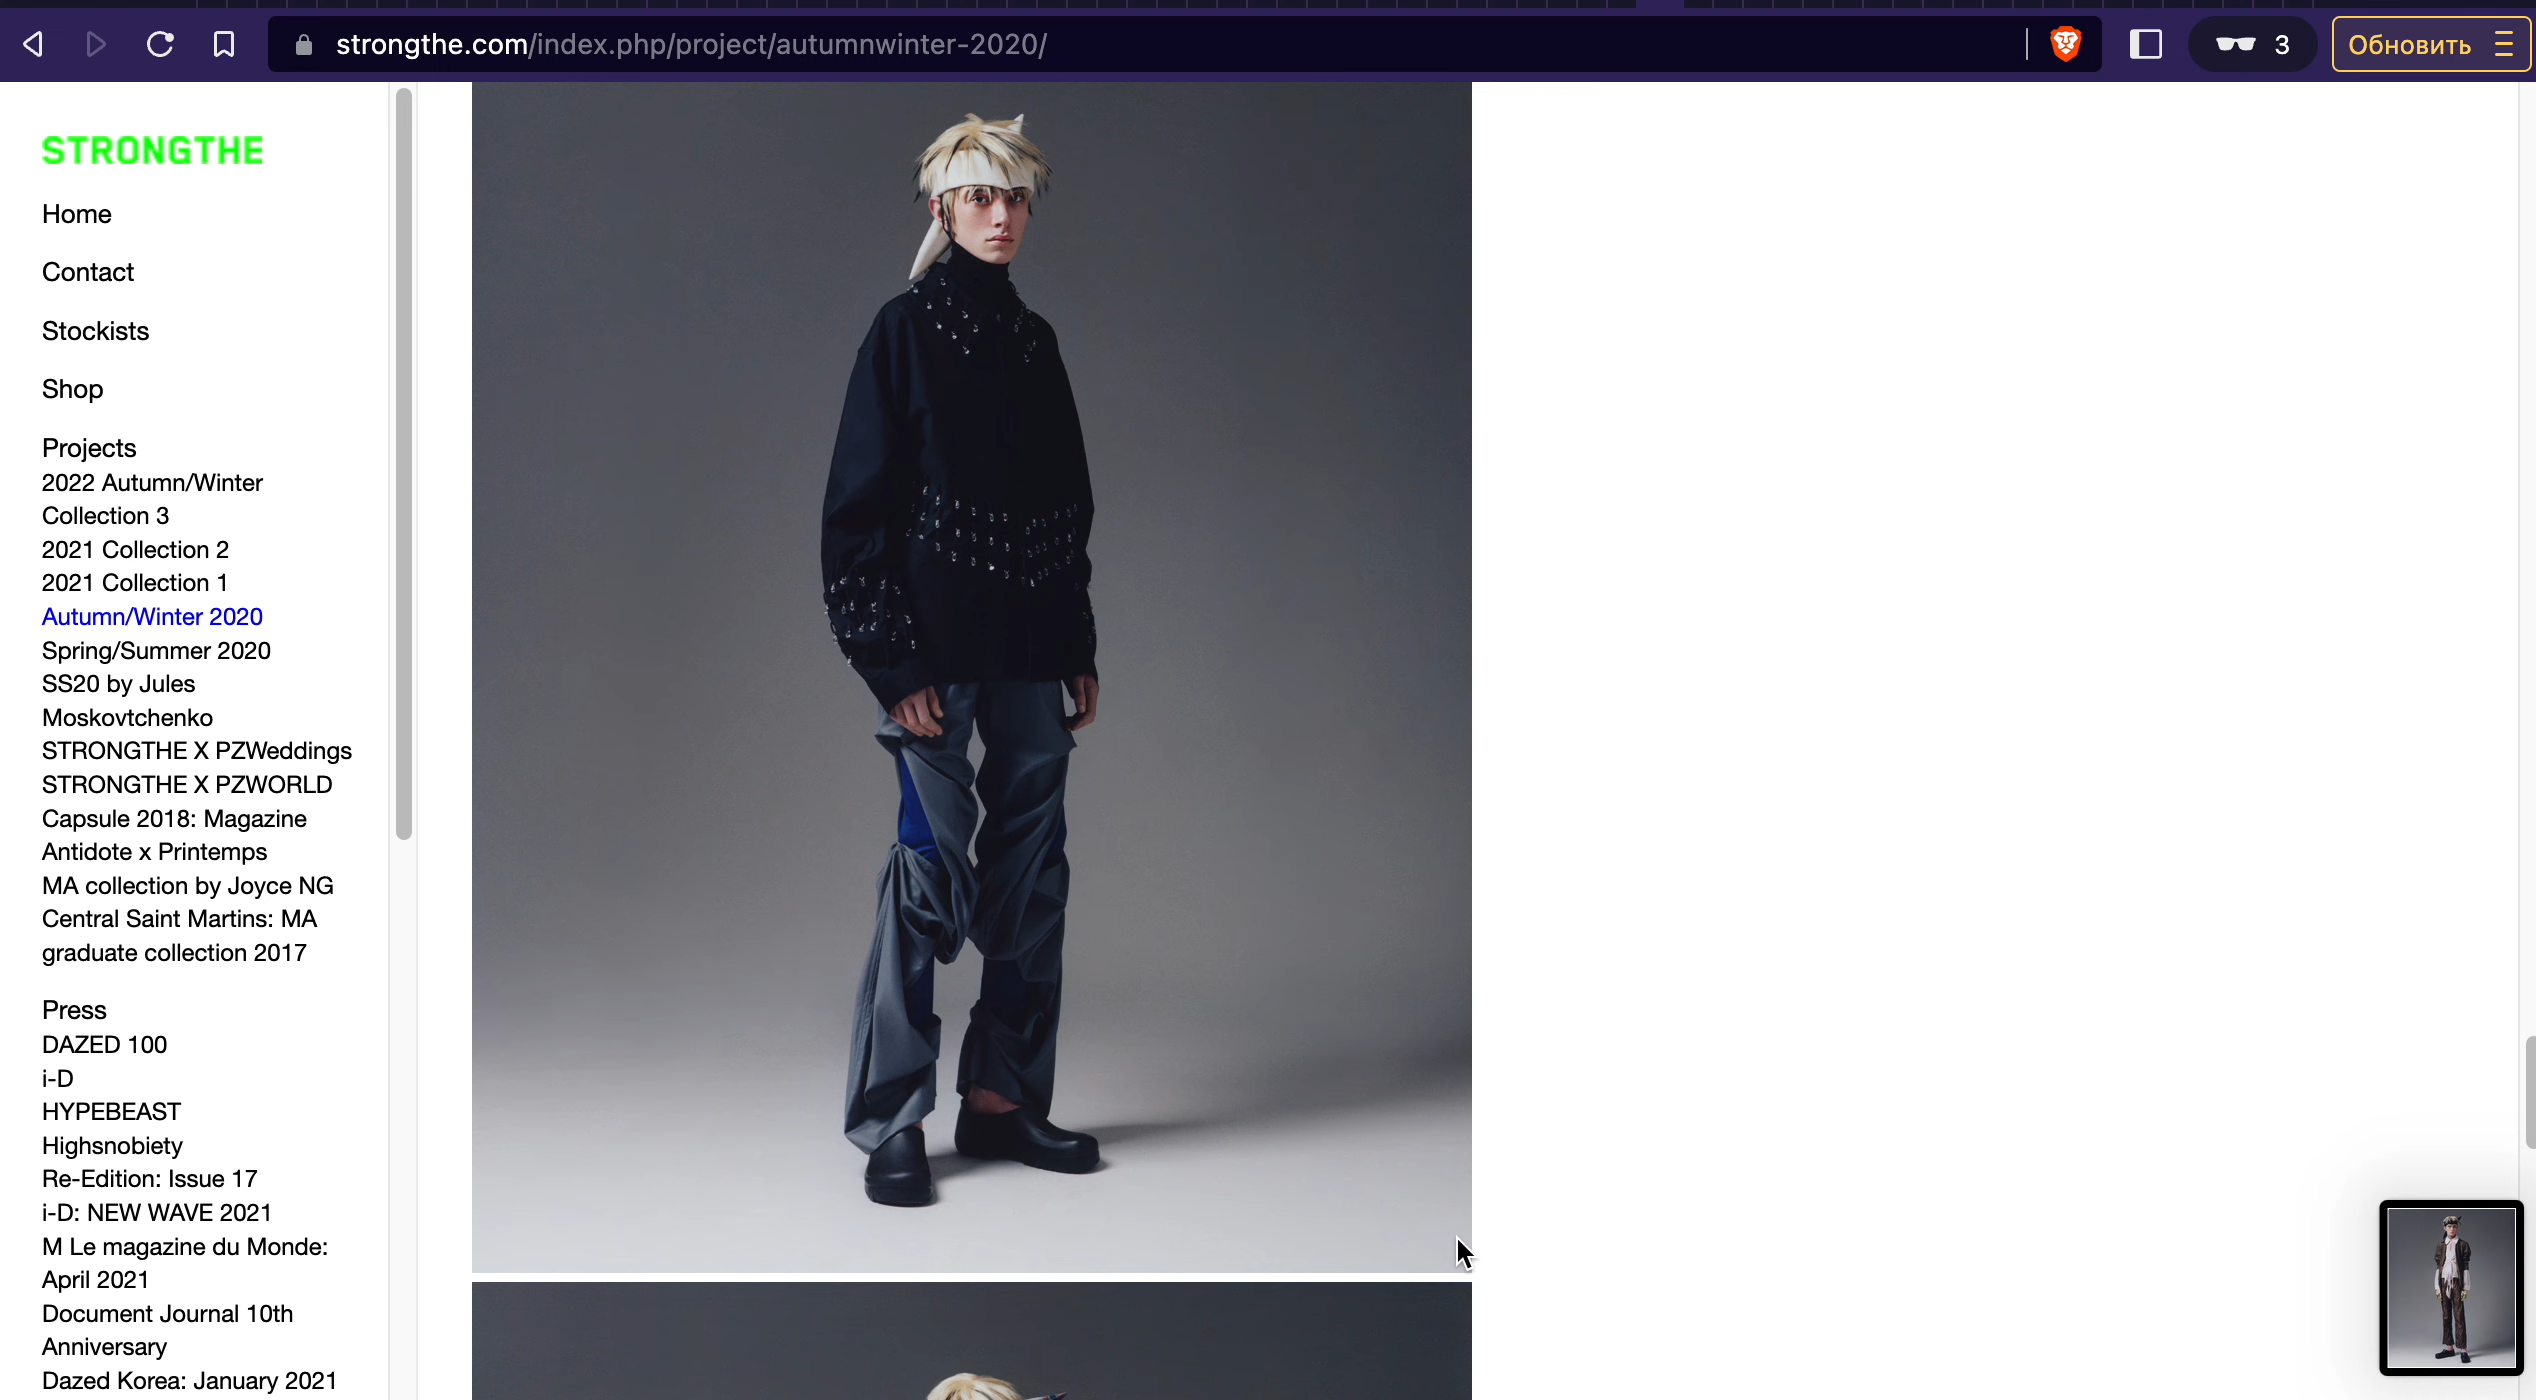 strongthe.com/index.php/project/autumnwinter-2020/
3
Обновить
STRONGTHE
Home
Contact
Stockists
Shop
Projects
2022 Autumn/Winter
Collection 3
2021 Collection 2
2021 Collection 1
Autumn/Winter 2020
Spring/Summer 2020
SS20 by Jules
Moskovtchenko
STRONGTHE X PZWeddings
STRONGTHE X PZWORLD
Capsule 2018: Magazine
Antidote x Printemps
MA collection by Joyce NG
Central Saint Martins: MA
graduate collection 2017
Press
DAZED 100
i-D
HYPEBEAST
Highsnobiety
Re-Edition: Issue 17
i-D: NEW WAVE 2021
M Le magazine du Monde:
April 2021
Document Journal 10th
Anniversary
Dazed Korea: January 2021